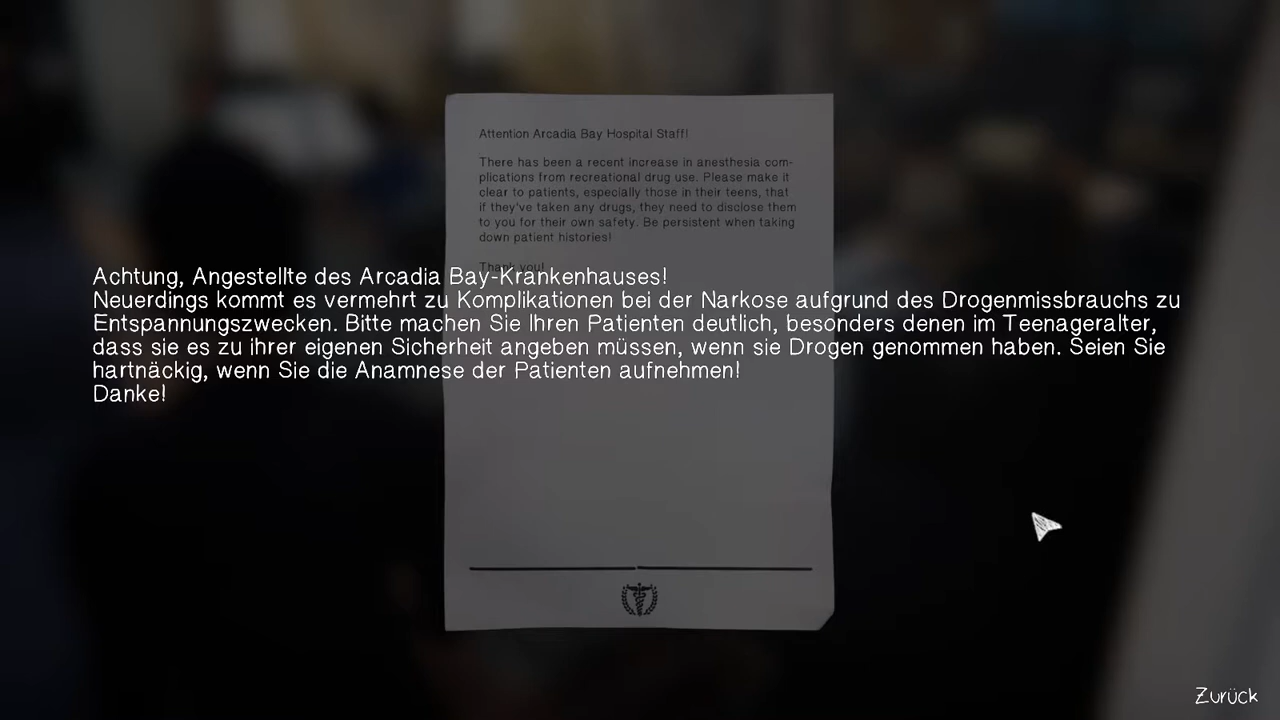 Attention Arcadia Bay Hospital Staff!
There has been a recent increase in anesthesia com-
plications from recreational drug use. Please make it
clear to patients, especially those in their teens, that
if they've taken any drugs, they need to disclose them
to you for their own safety. Be persistent when taking
down patient histories!
Thank you!
Achtung, Angestellte des Arcadia Bay-Krankenhauses!
Neuerdings kommt es vermehrt zu Komplikationen bei der Narkose aufgrund des Drogenmissbrauchs zu
Entspannungszwecken. Bitte machen Sie Ihren Patienten deutlich, besonders denen im Teenageralter,
dass sie es zu ihrer eigenen Sicherheit angeben müssen, wenn sie Drogen genommen haben. Seien Sie
hartnäckig, wenn Sie die Anamnese der Patienten aufnehmen!
Danke!
Zurück